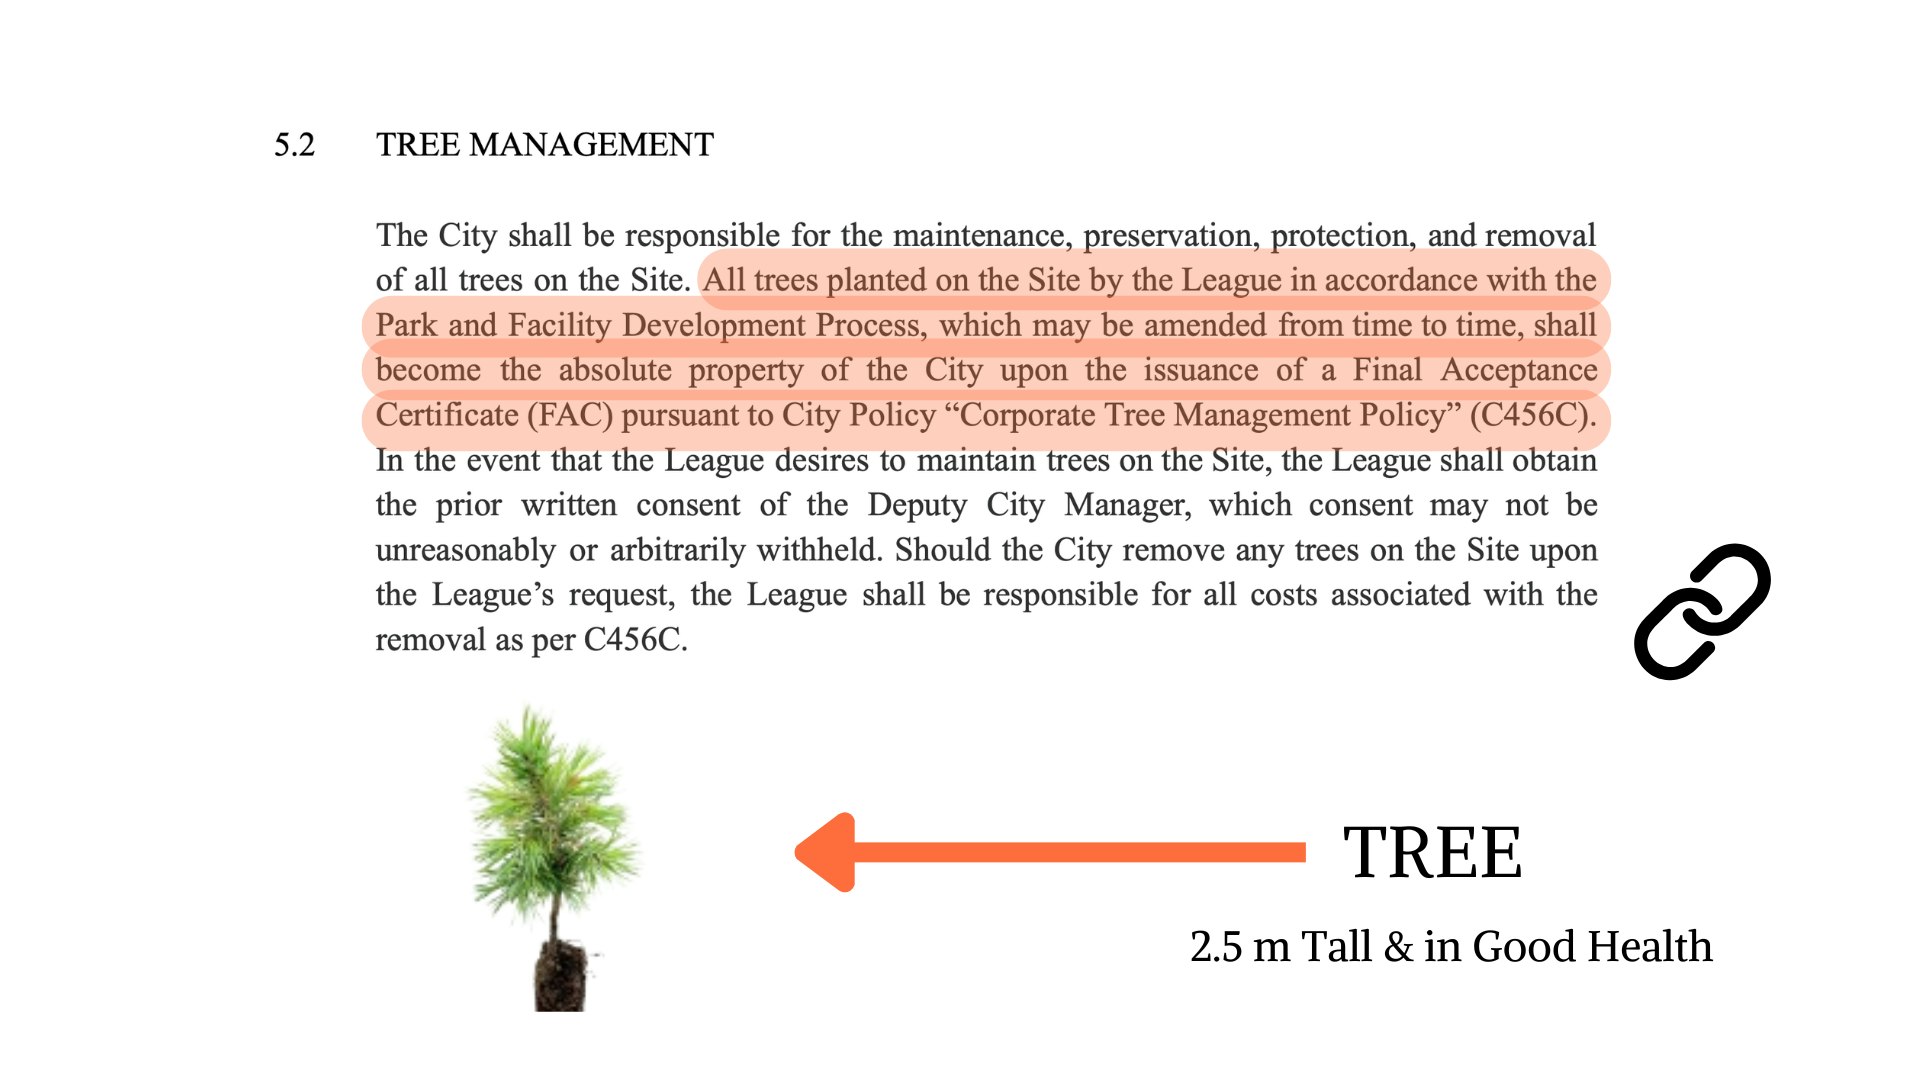 5.2 TREE MANAGEMENT
The City shall be responsible for the maintenance, preservation, protection, and removal
of all trees on the Site. All trees planted on the Site by the League in accordance with the
Park and Facility Development Process, which may be amended from time to time, shall
become the absolute property of the City upon the issuance of a Final Acceptance
Certificate (FAC) pursuant to City Policy “Corporate Tree Management Policy” (C456C).
In the event that the League desires to maintain trees on the Site, the League shall obtain
the prior written consent of the Deputy City Manager, which consent may not be
unreasonably or arbitrarily withheld. Should the City remove any trees on the Site upon
the League’s request, the League shall be responsible for all costs associated with the
removal as per C456C.
TREE
2.5 m Tall & in Good Health